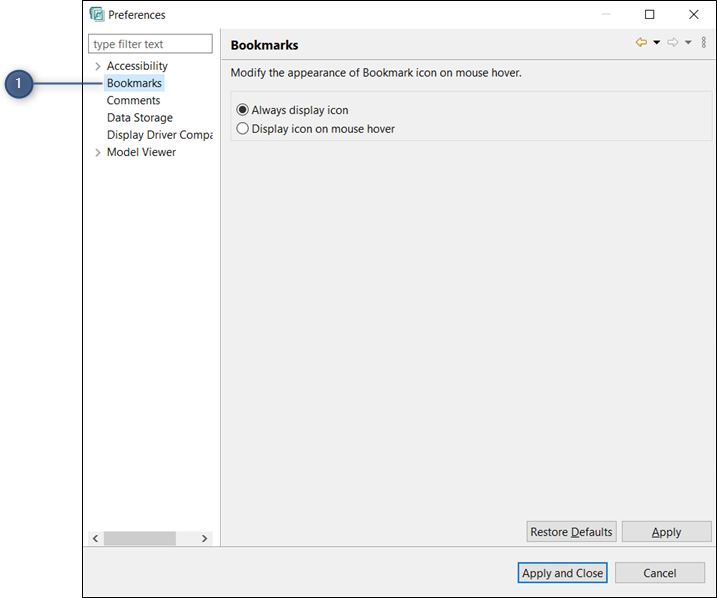 Preferences
type filter text
Accessibility
Bookmarks
Comments
Data Storage
Display Driver Compa
Model Viewer
1
Bookmarks
Modify the appearance of Bookmark icon on mouse hover.
Always display icon
Display icon on mouse hover
Restore Defaults
Apply
Apply and Close
Cancel